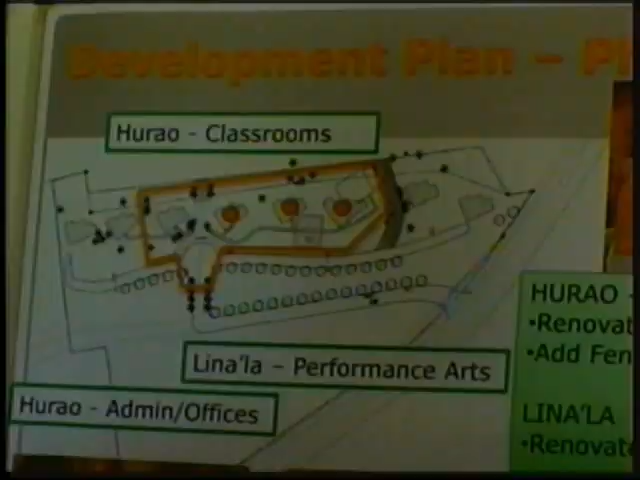 Development Plan –
Hurao - Classrooms
Lina'la – Performance Arts
Hurao - Admin/Offices
HURAO
•Renovat
•Add Fen
LINA'LA
•Renovat